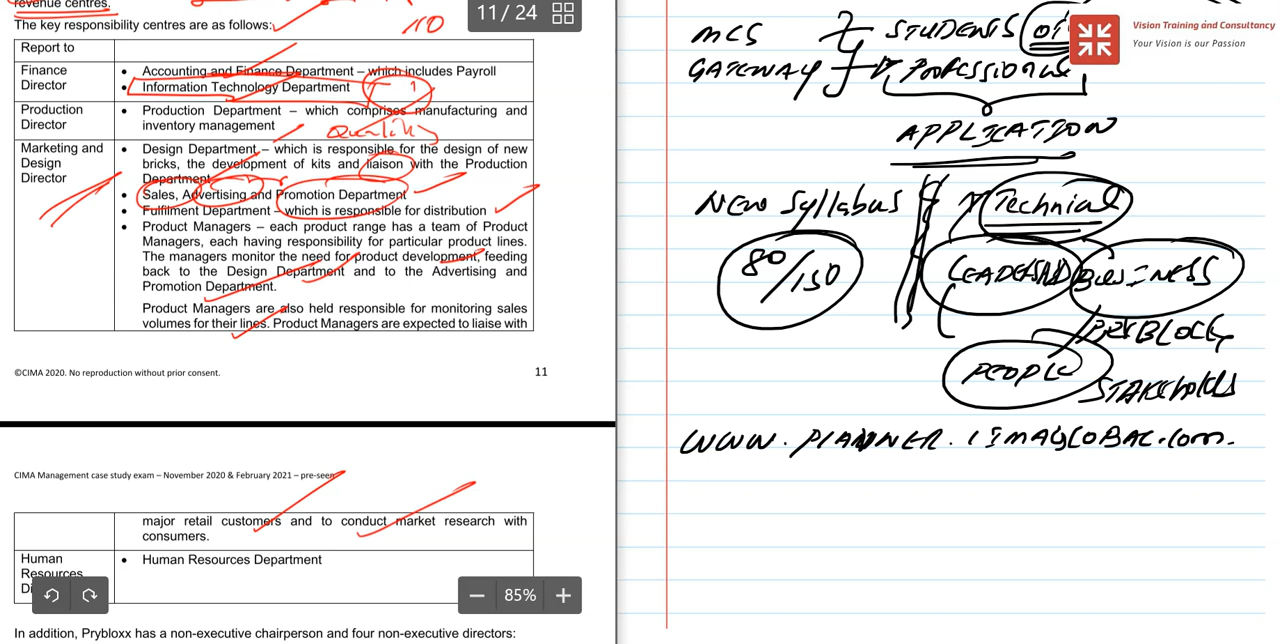 revenue centres.
The key responsibility centres are as follows:
110
11 / 24
Report to
Finance Director
• Accounting and Finance Department – which includes Payroll
• Information Technology Department
Production Director
• Production Department – which comprises manufacturing and
inventory management
Quality
Marketing and Design Director
• Design Department – which is responsible for the design of new
bricks, the development of kits and liaison with the Production
Department
• Sales, Advertising and Promotion Department
• Fulfilment Department – which is responsible for distribution
• Product Managers – each product range has a team of Product
Managers, each having responsibility for particular product lines.
The managers monitor the need for product development, feeding
back to the Design Department and to the Advertising and
Promotion Department.
Product Managers are also held responsible for monitoring sales
volumes for their lines. Product Managers are expected to liaise with
©CIMA 2020. No reproduction without prior consent.
11
CIMA Management case study exam – November 2020 & February 2021 – pre-seen
major retail customers and to conduct market research with
consumers.
Human Resources
• Human Resources Department
85%
In addition, Prybloxx has a non-executive chairperson and four non-executive directors:
Vision Training and Consultancy
Your Vision is our Passion
MCS STUDENTS
GATEWAY PROFESSIONALS
APPLICATION
New Syllabus Technical
80/150 LEADERSHIP BUSINESS
PEOPLE
STAKEHOLDERS
WWW.PLANNER.CIMAGLOBAL.com.